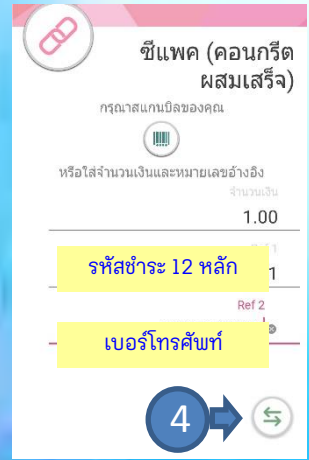 ซีแพค (คอนกรีต
ผสมเสร็จ)
กรุณาสแกนบิลของคุณ
หรือใส่จำนวนเงินและหมายเลขอ้างอิง
จำนวนเงิน
1.00
รหัสชำระ 12 หลัก
1
Ref 2
เบอร์โทรศัพท์
4